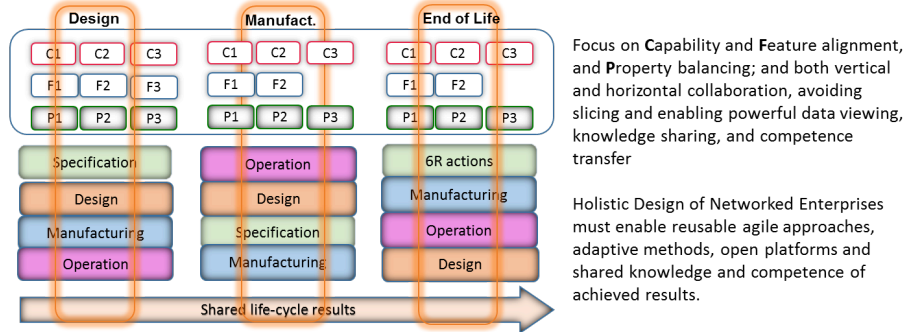 Design Manufact. End of Life
C1 C2 C3 C1 C2 C3 C1 C2 C3
F1 F2 F3 F1 F2 F1 F2
P1 P2 P3 P1 P2 P3 P1 P2 P3
Specification Operation 6R actions
Design Design Manufacturing
Manufacturing Specification Operation
Operation Manufacturing Design
Shared life-cycle results
Focus on Capability and Feature alignment,
and Property balancing; and both vertical
and horizontal collaboration, avoiding
slicing and enabling powerful data viewing,
knowledge sharing, and competence
transfer
Holistic Design of Networked Enterprises
must enable reusable agile approaches,
adaptive methods, open platforms and
shared knowledge and competence of
achieved results.